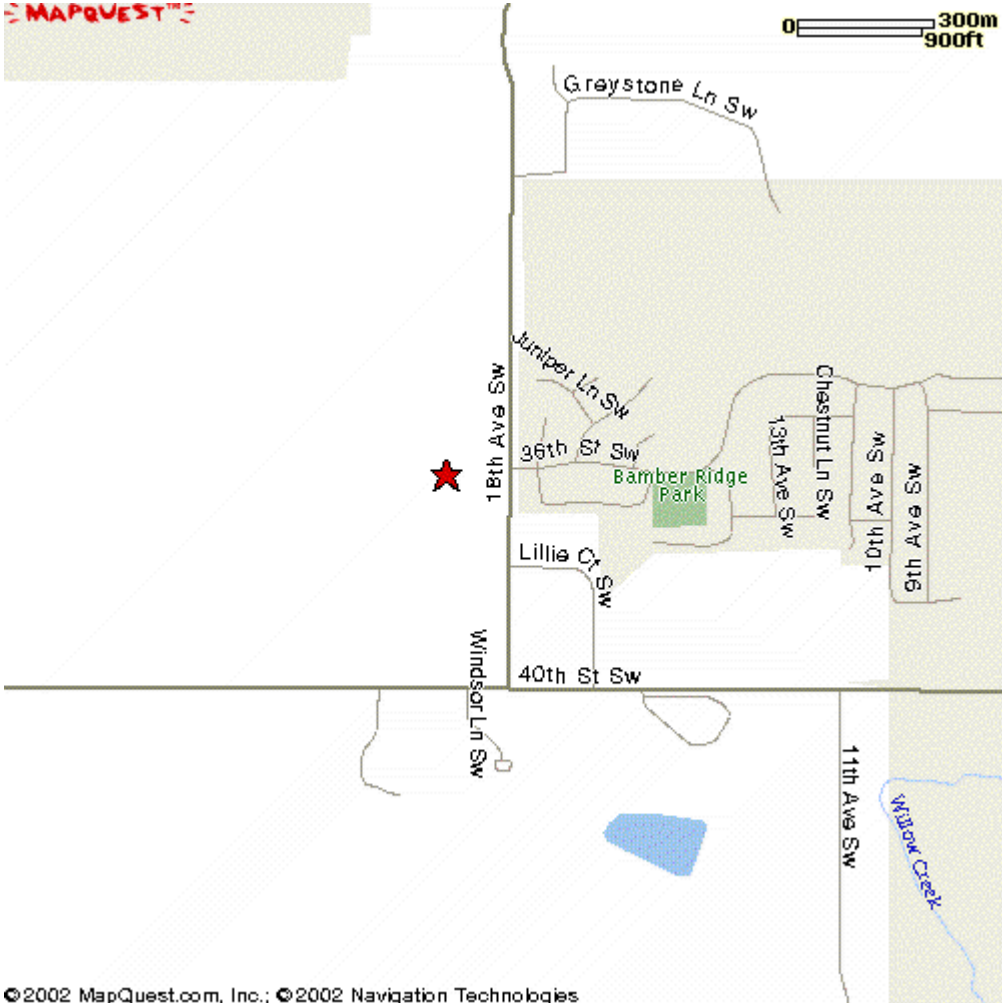 MAPQUEST™
0 300m
900ft
Greystone Ln Sw
Juniper Ln Sw
18th Ave Sw
36th St Sw
Bamber Ridge
Park
Chestnut Ln Sw
13th Ave Sw
10th Ave Sw
9th Ave Sw
Lillie Ct Sw
Windsor Ln Sw
40th St Sw
11th Ave Sw
Willow Creek
©2002 MapQuest.com, Inc.; ©2002 Navigation Technologies